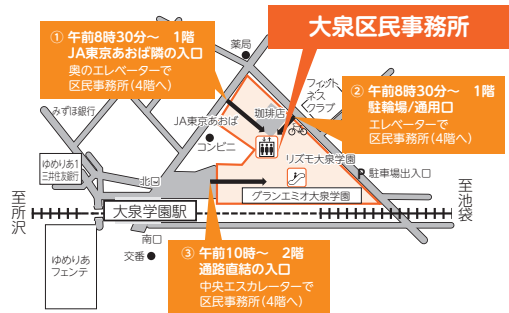 大泉区民事務所
① 午前8時30分〜 1階
JA東京あおば隣の入口
奥のエレベーターで
区民事務所(4階へ)
薬局
フィット
ネス
クラブ
② 午前8時30分〜 1階
駐輪場/通用口
エレベーターで
区民事務所(4階へ)
みずほ銀行
JA東京あおば
珈琲店
コンビニ
リズモ大泉学園
ゆめりあ1
三井住友銀行
北口
P 駐車場出入口
グランエミオ大泉学園
至所沢
大泉学園駅
至池袋
南口
交番
ゆめりあ
フェンテ
③ 午前10時〜 2階
通路直結の入口
中央エスカレーターで
区民事務所(4階へ)